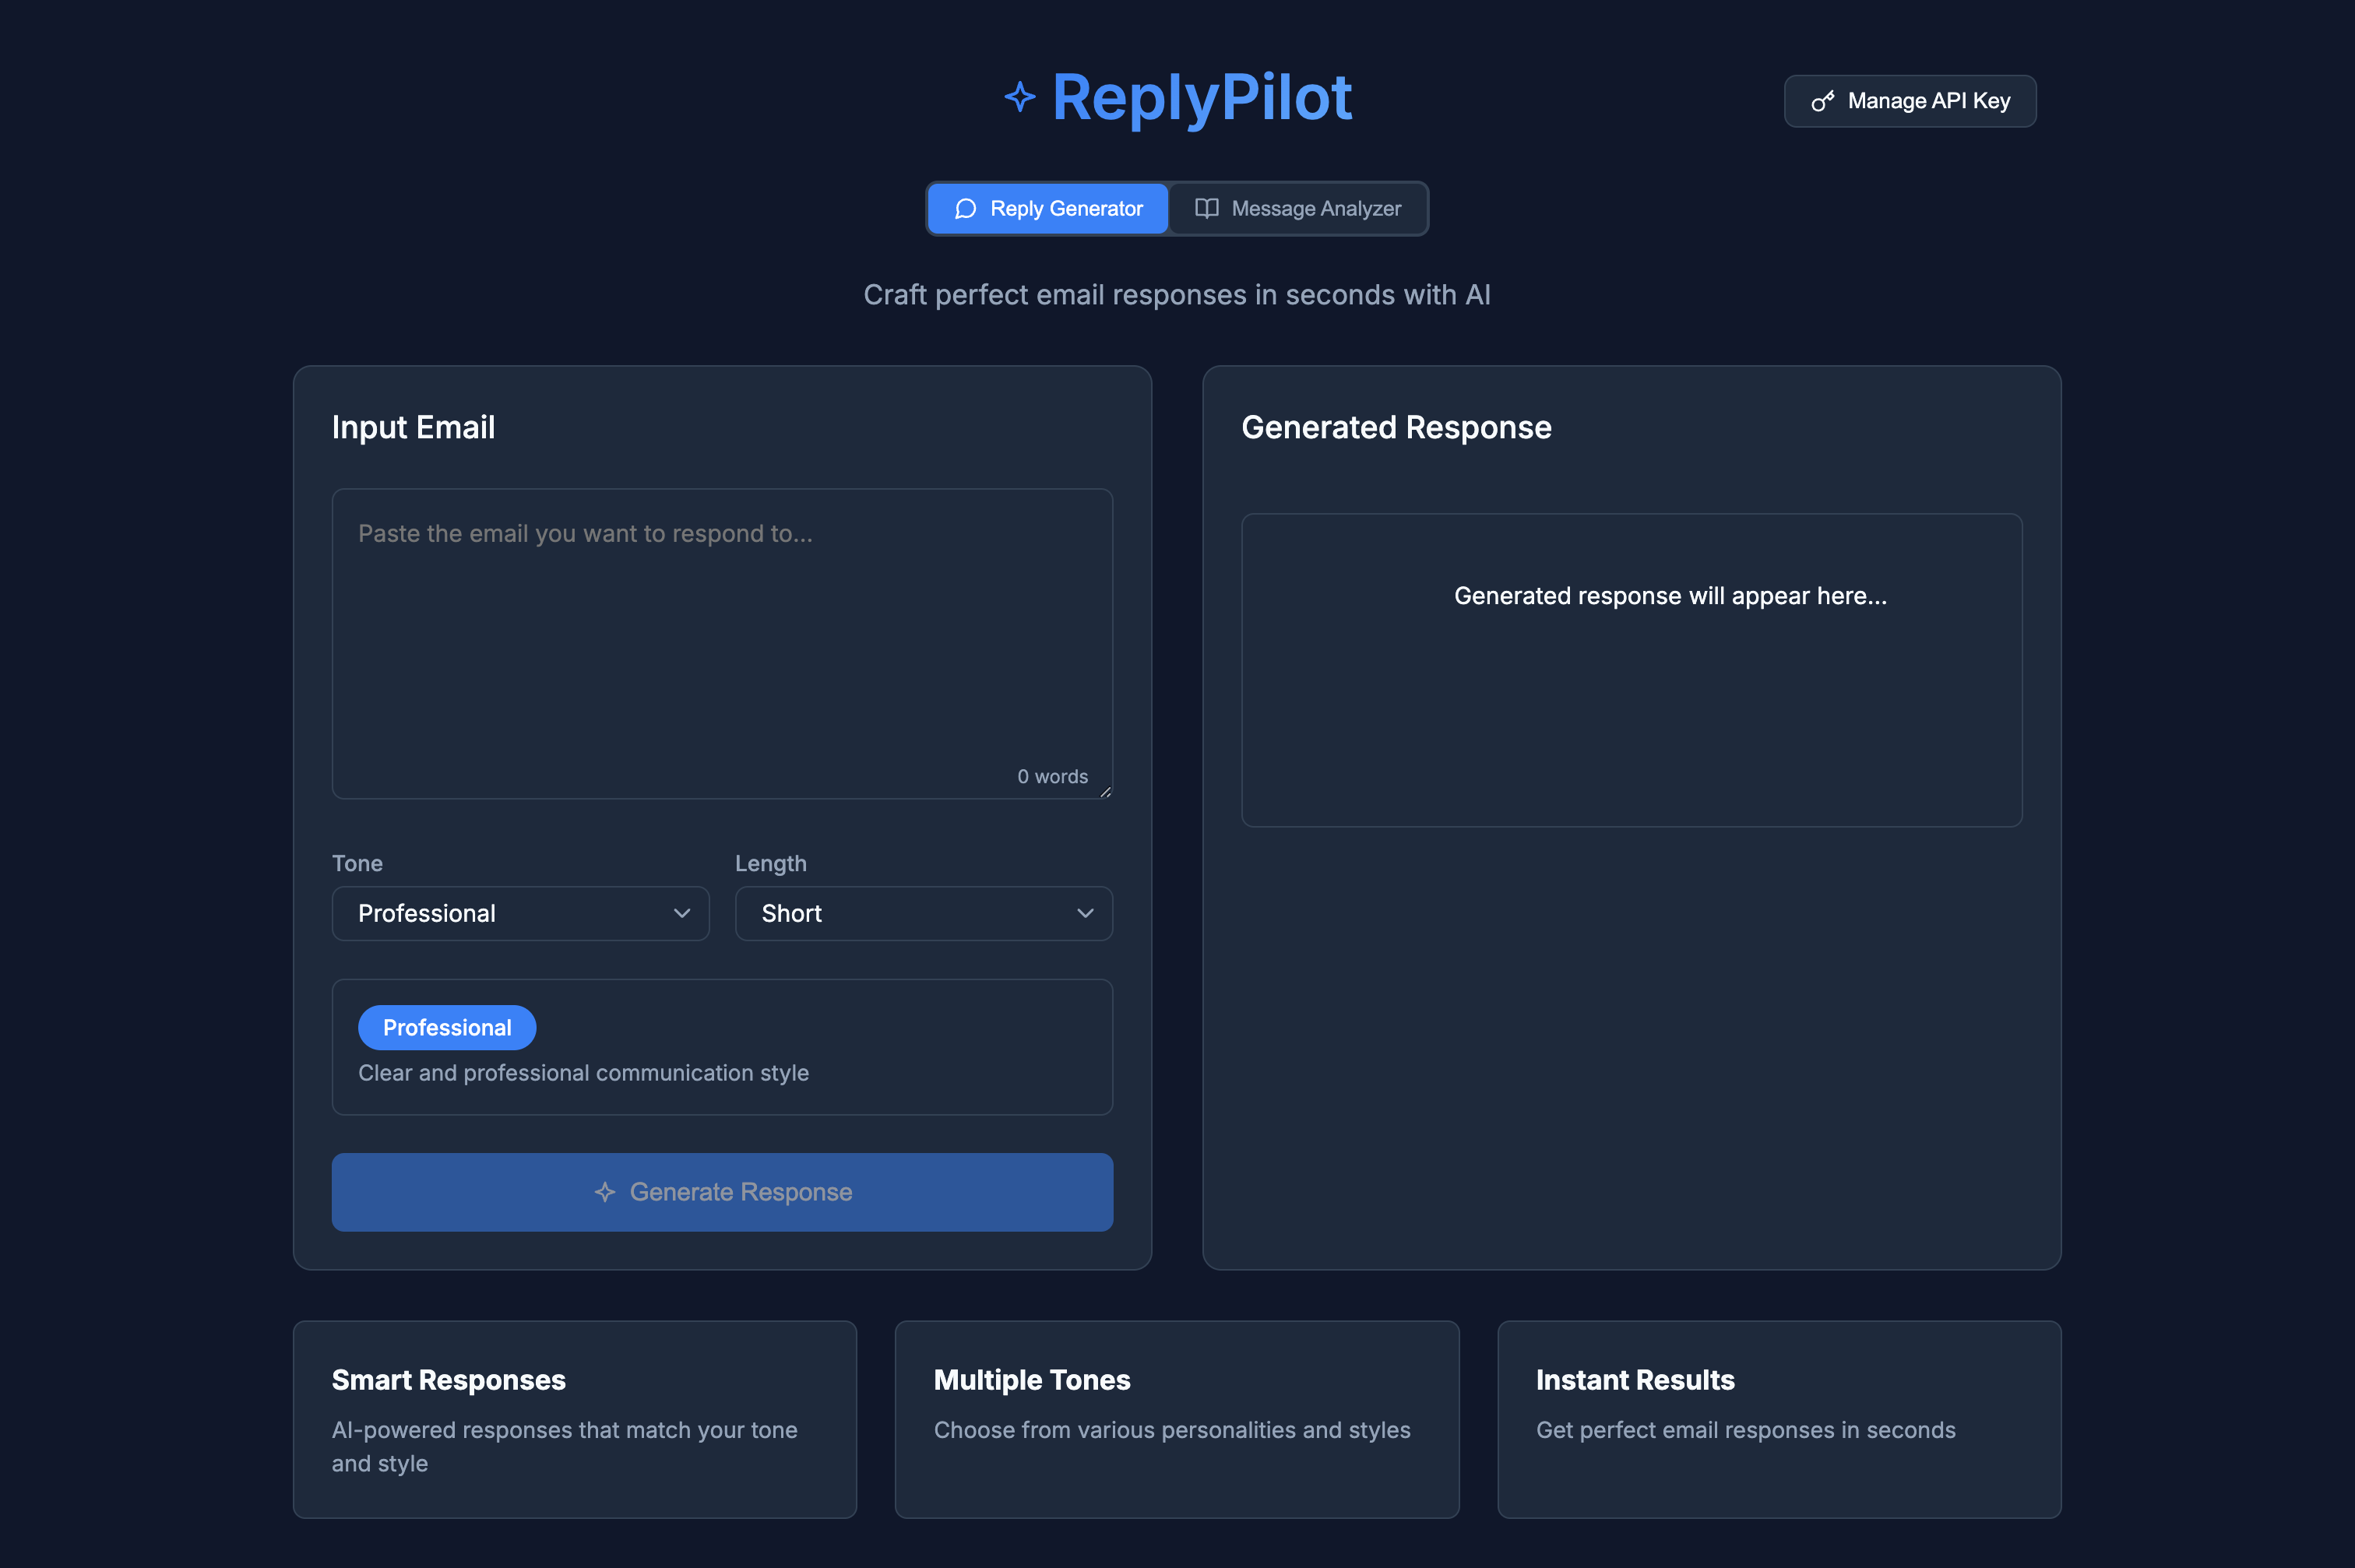 ReplyPilot
Manage API Key
Reply Generator
Message Analyzer
Craft perfect email responses in seconds with AI
Input Email
Paste the email you want to respond to...
0 words
Tone
Length
Professional
Short
Professional
Clear and professional communication style
Generate Response
Generated Response
Generated response will appear here...
Smart Responses
AI-powered responses that match your tone
and style
Multiple Tones
Choose from various personalities and styles
Instant Results
Get perfect email responses in seconds